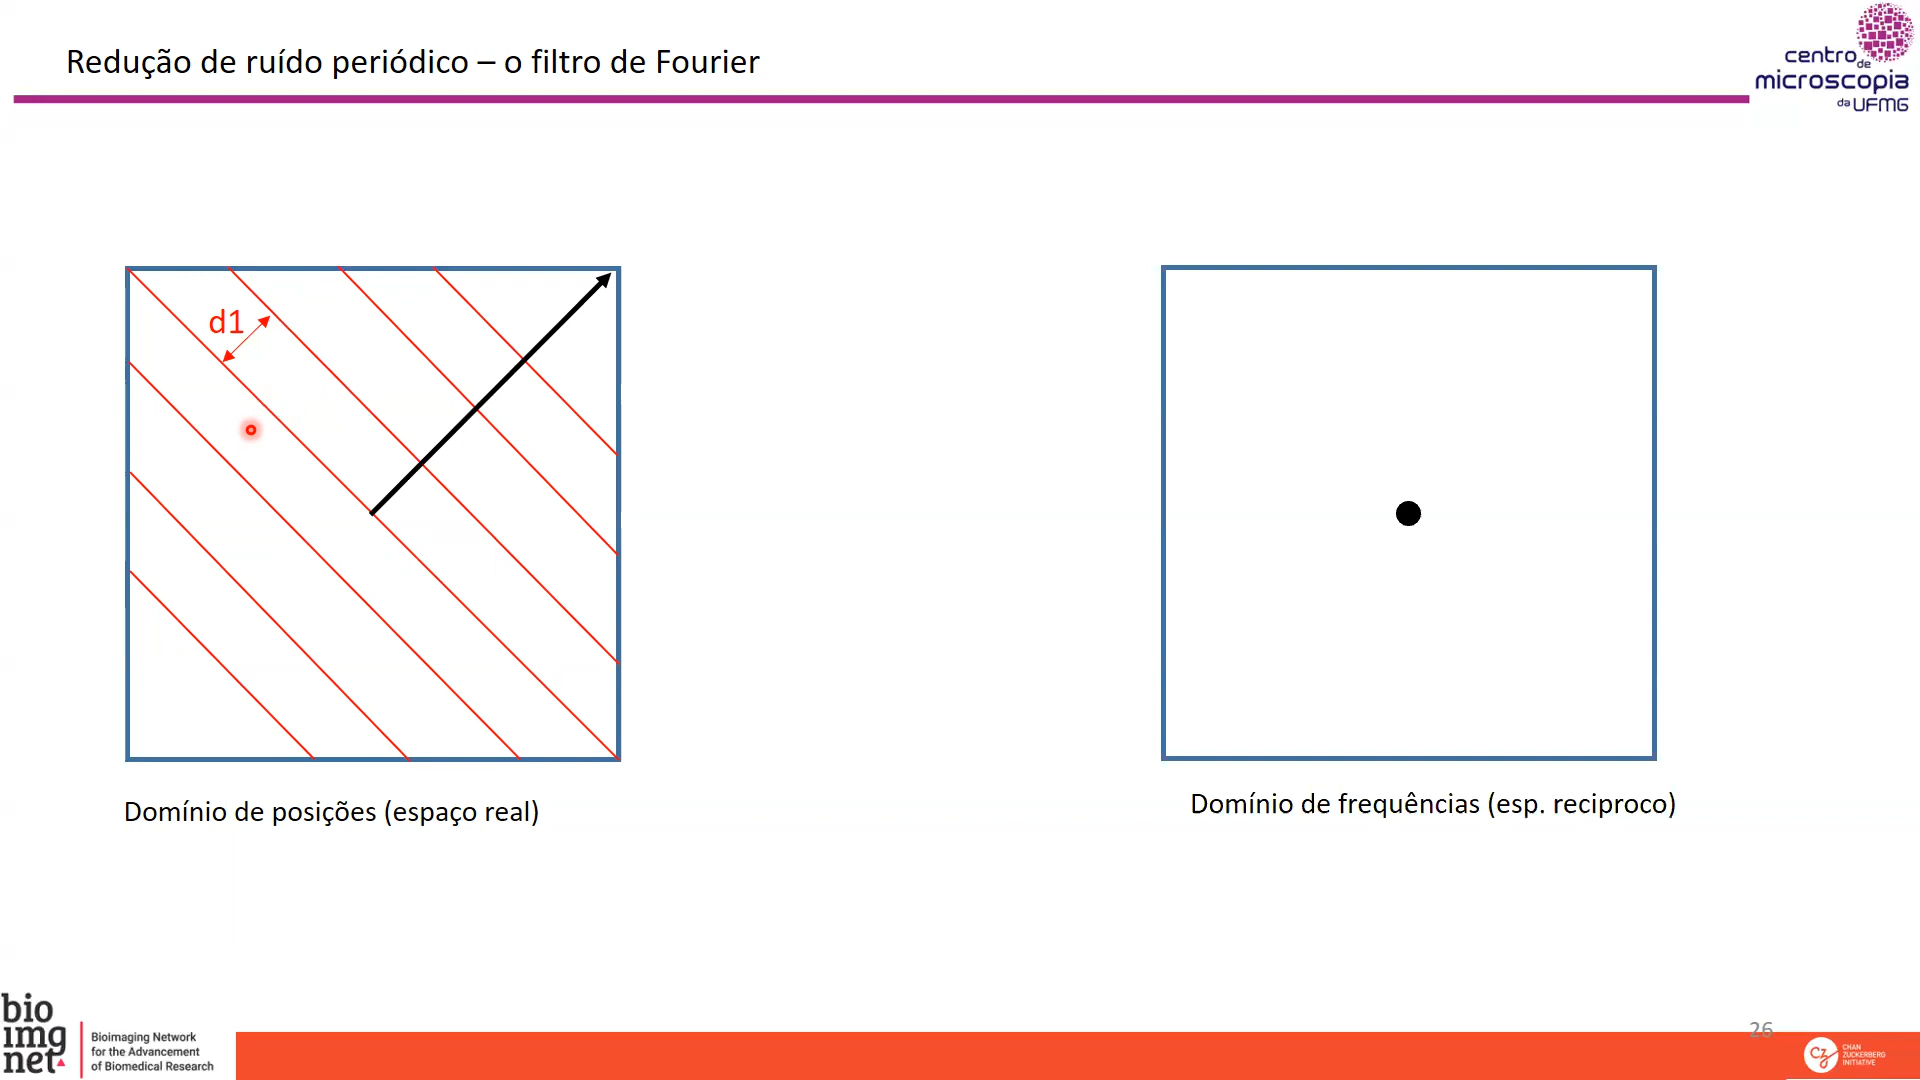 Redução de ruído periódico – o filtro de Fourier
centro de
microscopia
da UFMG
d1
Domínio de posições (espaço real)
Domínio de frequências (esp. reciproco)
bio
img
net
Bioimaging Network
for the Advancement
of Biomedical Research
26
CZ
CHAN
ZUCKERBERG
INITIATIVE